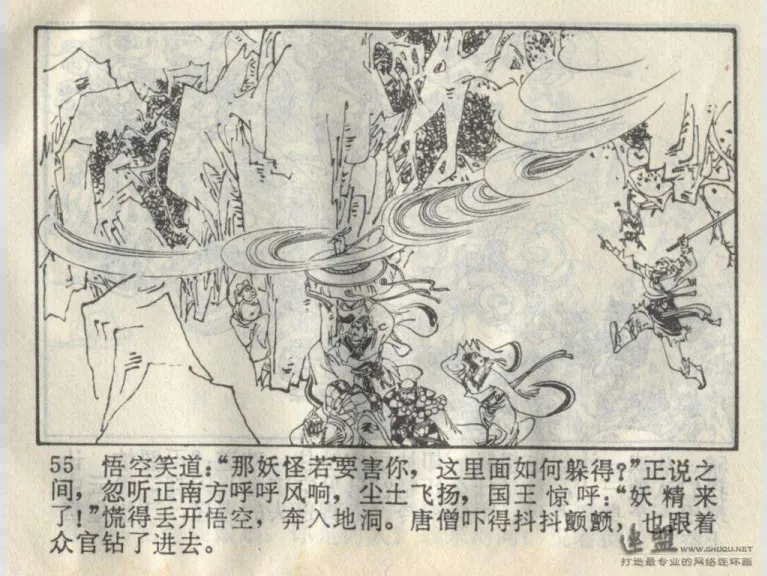 55 悟空笑道：“那妖怪若要害你，这里面如何躲得？”正说之
间，忽听正南方呼呼风响，尘土飞扬，国王惊呼：“妖精来
了！”慌得丢开悟空，奔入地洞。唐僧吓得抖抖颤颤，也跟着
众官钻了进去。
连盟 WWW.SHUQU.NET
打造最专业的网络连环画